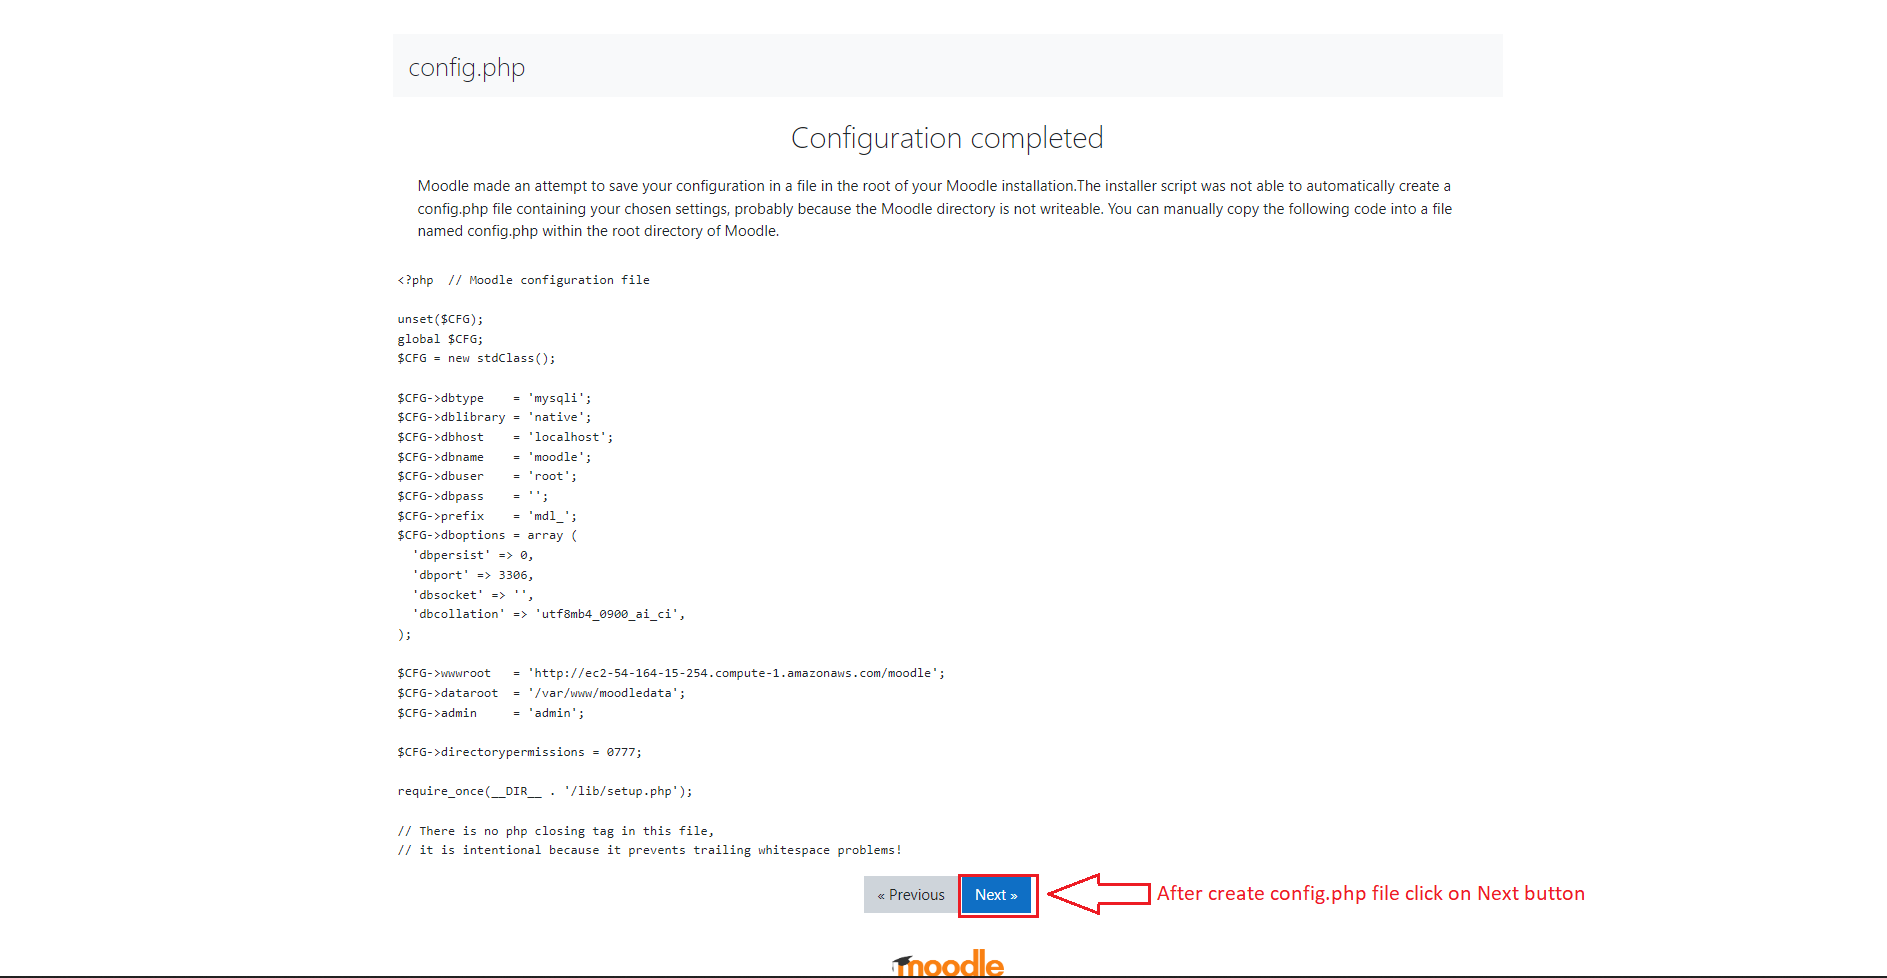 config.php
Configuration completed
Moodle made an attempt to save your configuration in a file in the root of your Moodle installation.The installer script was not able to automatically create a
config.php file containing your chosen settings, probably because the Moodle directory is not writeable. You can manually copy the following code into a file
named config.php within the root directory of Moodle.
<?php  // Moodle configuration file
unset($CFG);
global $CFG;
$CFG = new stdClass();
$CFG->dbtype    = 'mysqli';
$CFG->dblibrary = 'native';
$CFG->dbhost    = 'localhost';
$CFG->dbname    = 'moodle';
$CFG->dbuser    = 'root';
$CFG->dbpass    = '';
$CFG->prefix    = 'mdl_';
$CFG->dboptions = array (
  'dbpersist' => 0,
  'dbport' => 3306,
  'dbsocket' => '',
  'dbcollation' => 'utf8mb4_0900_ai_ci',
);
$CFG->wwwroot   = 'http://ec2-54-164-15-254.compute-1.amazonaws.com/moodle';
$CFG->dataroot  = '/var/www/moodledata';
$CFG->admin     = 'admin';
$CFG->directorypermissions = 0777;
require_once(__DIR__ . '/lib/setup.php');
// There is no php closing tag in this file,
// it is intentional because it prevents trailing whitespace problems!
« Previous Next » After create config.php file click on Next button
moodle